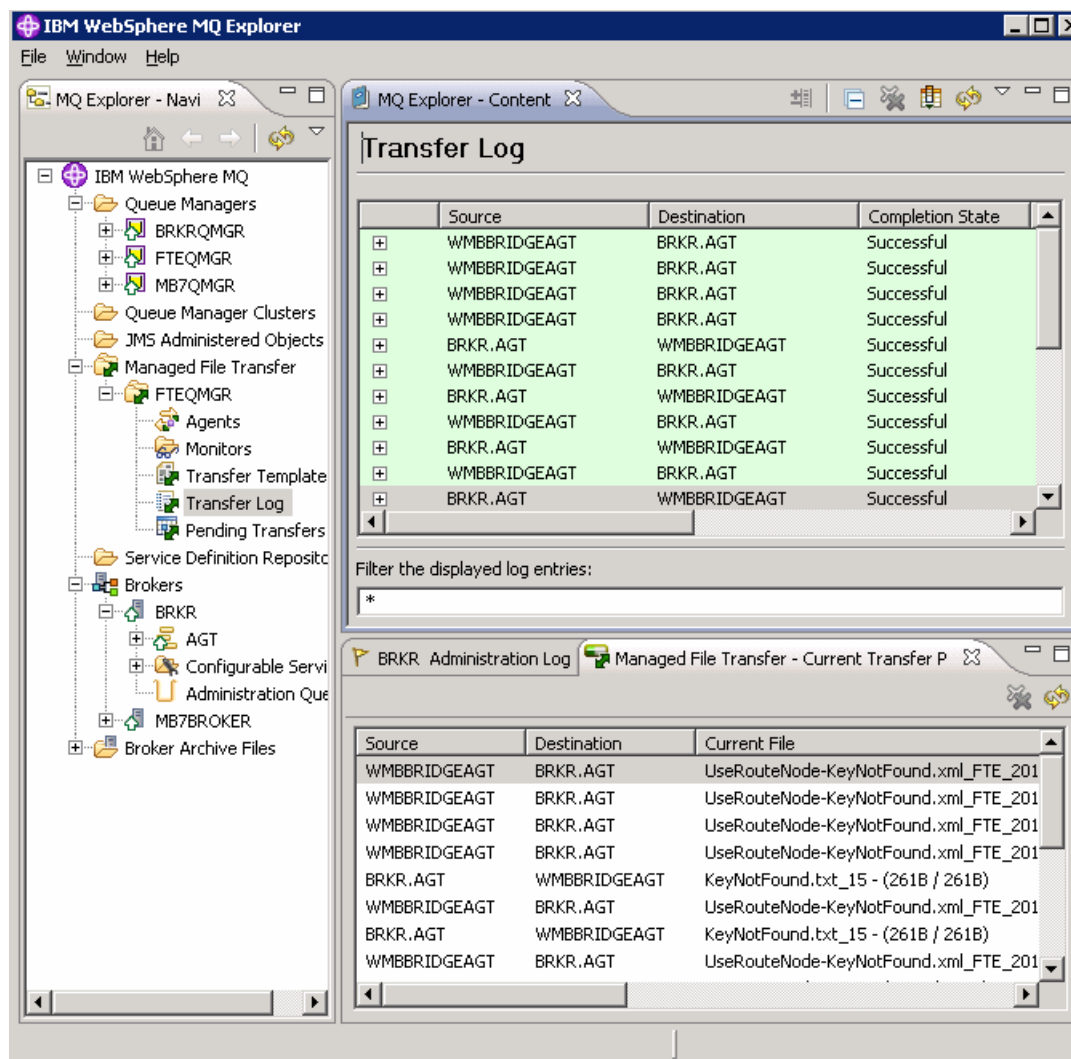 IBM WebSphere MQ Explorer
File Window Help
MQ Explorer - Navi
IBM WebSphere MQ
Queue Managers
BRKRQMGR
FTEQMGR
MB7QMGR
Queue Manager Clusters
JMS Administered Objects
Managed File Transfer
FTEQMGR
Agents
Monitors
Transfer Template
Transfer Log
Pending Transfers
Service Definition Reposito
Brokers
BRKR
AGT
Configurable Servi
Administration Que
MB7BROKER
Broker Archive Files
MQ Explorer - Content
Transfer Log
Source Destination Completion State
WMBBRIDGEAGT BRKR.AGT Successful
WMBBRIDGEAGT BRKR.AGT Successful
WMBBRIDGEAGT BRKR.AGT Successful
WMBBRIDGEAGT BRKR.AGT Successful
BRKR.AGT WMBBRIDGEAGT Successful
WMBBRIDGEAGT BRKR.AGT Successful
BRKR.AGT WMBBRIDGEAGT Successful
WMBBRIDGEAGT BRKR.AGT Successful
BRKR.AGT WMBBRIDGEAGT Successful
WMBBRIDGEAGT BRKR.AGT Successful
BRKR.AGT WMBBRIDGEAGT Successful
Filter the displayed log entries:
*
BRKR Administration Log Managed File Transfer - Current Transfer P
Source Destination Current File
WMBBRIDGEAGT BRKR.AGT UseRouteNode-KeyNotFound.xml_FTE_201
WMBBRIDGEAGT BRKR.AGT UseRouteNode-KeyNotFound.xml_FTE_201
WMBBRIDGEAGT BRKR.AGT UseRouteNode-KeyNotFound.xml_FTE_201
WMBBRIDGEAGT BRKR.AGT UseRouteNode-KeyNotFound.xml_FTE_201
BRKR.AGT WMBBRIDGEAGT KeyNotFound.txt_15 - (261B / 261B)
WMBBRIDGEAGT BRKR.AGT UseRouteNode-KeyNotFound.xml_FTE_201
BRKR.AGT WMBBRIDGEAGT KeyNotFound.txt_15 - (261B / 261B)
WMBBRIDGEAGT BRKR.AGT UseRouteNode-KeyNotFound.xml_FTE_201